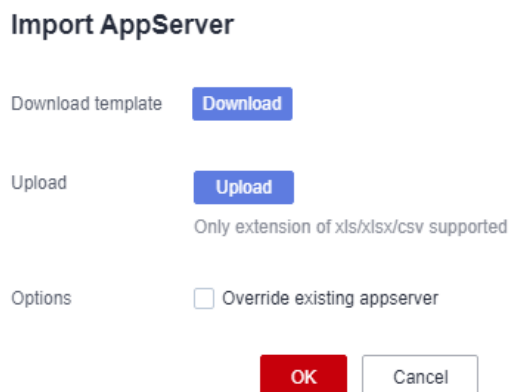 Import AppServer
Download template Download
Upload Upload
Only extension of xls/xlsx/csv supported
Options Override existing appserver
OK Cancel